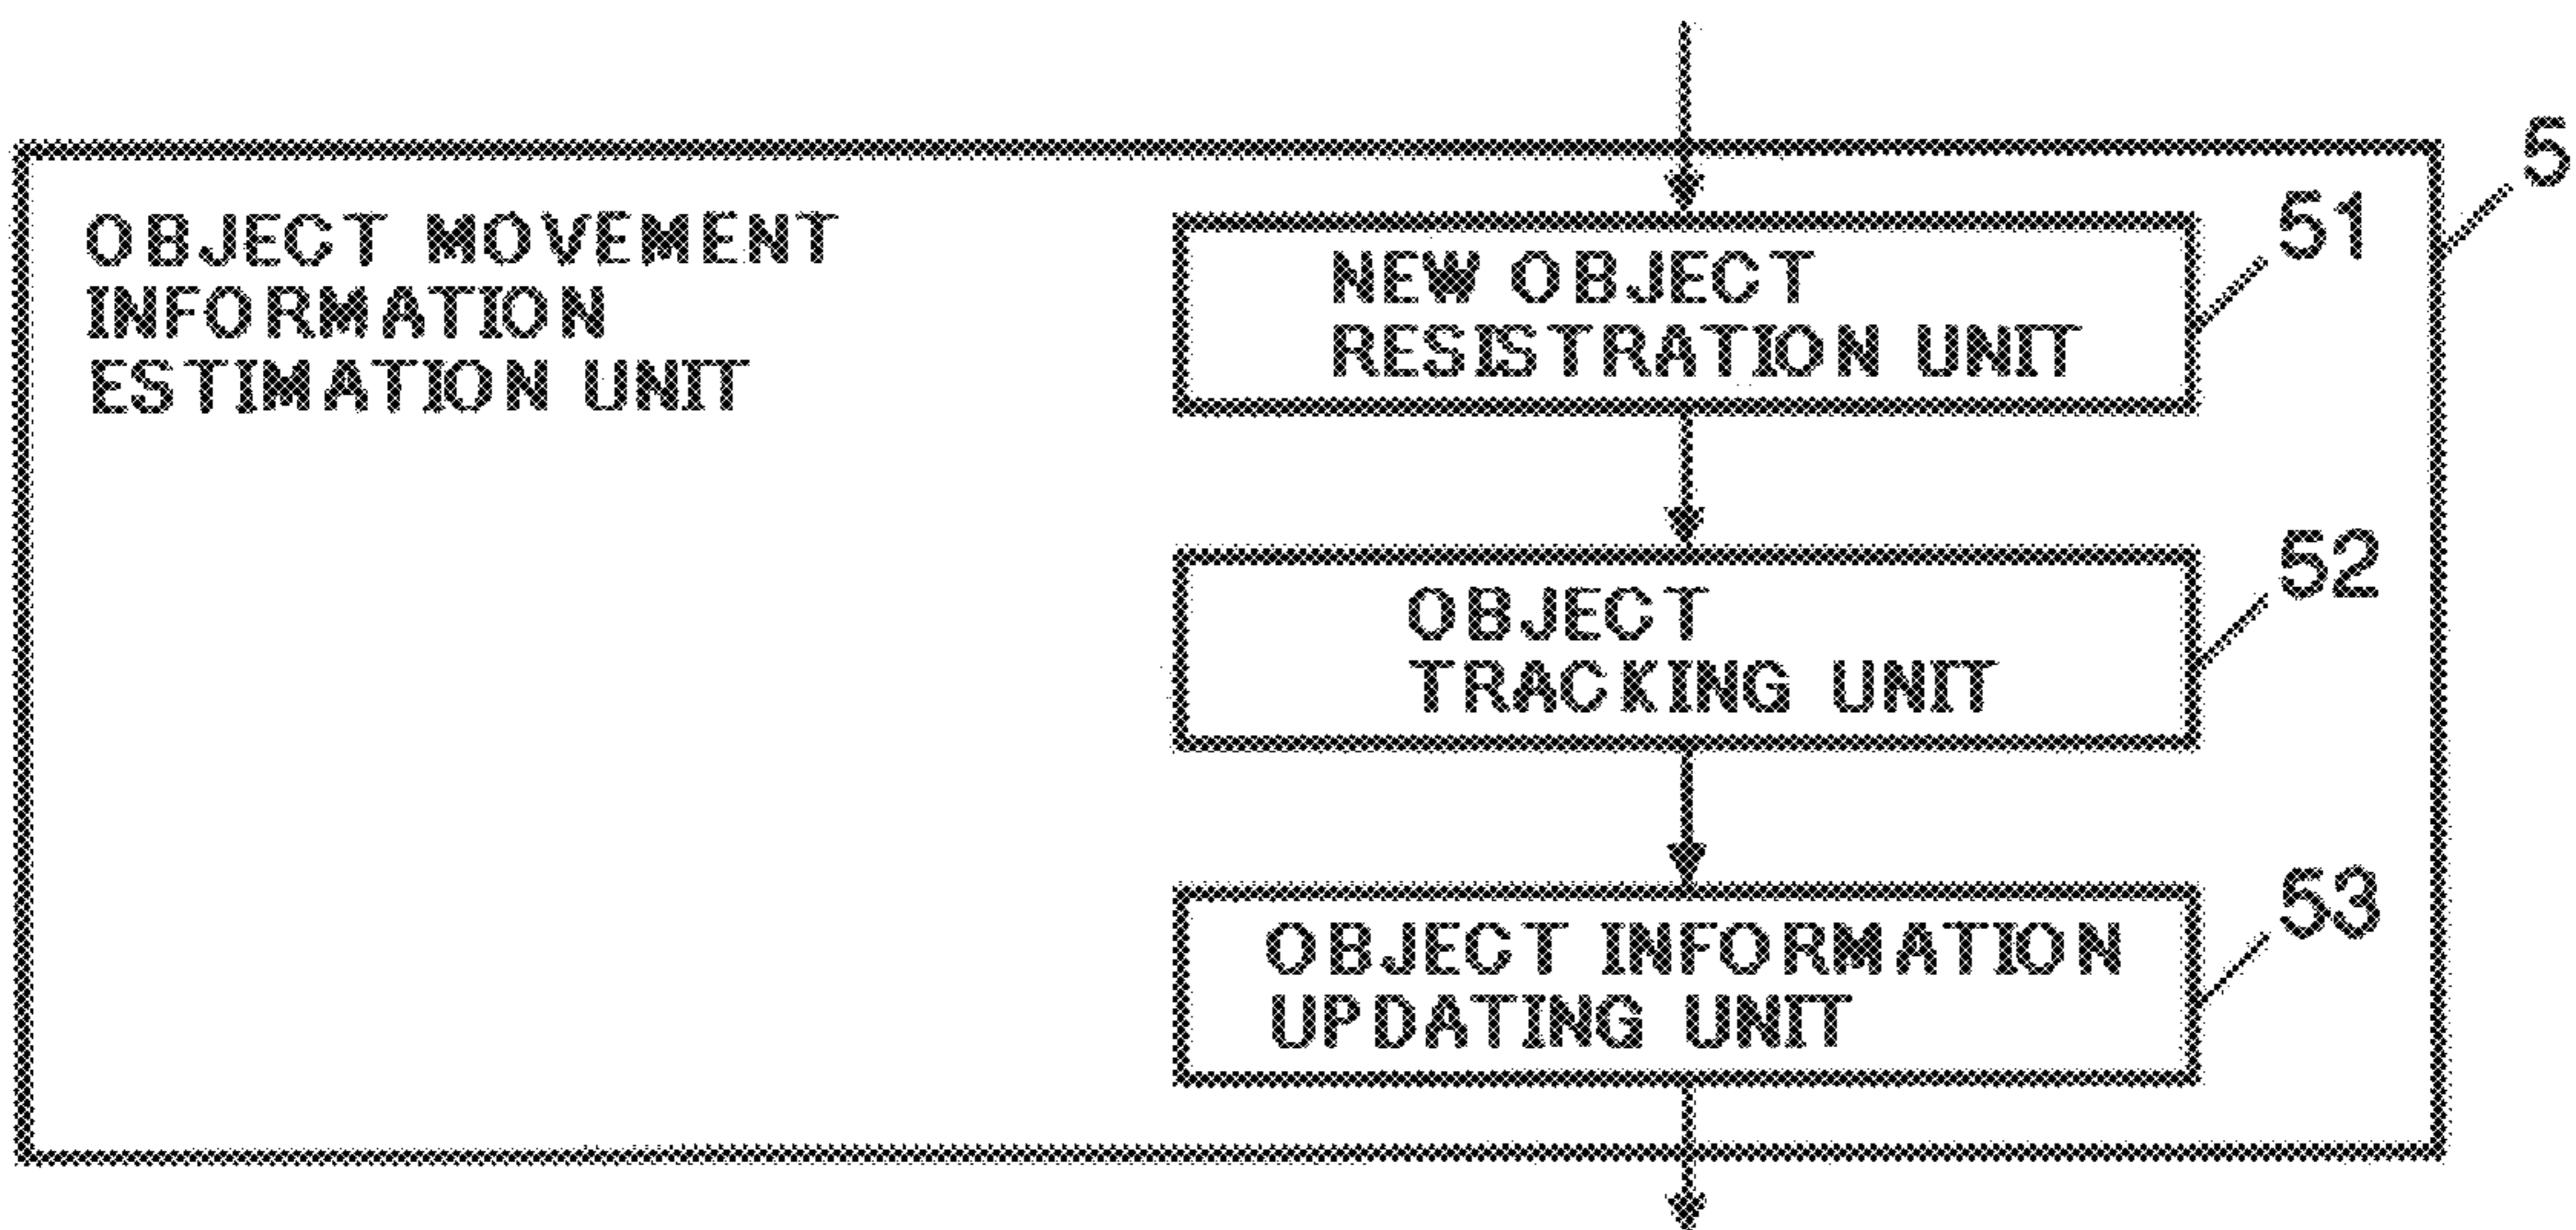 5
OBJECT MOVEMENT
INFORMATION
ESTIMATION UNIT
NEW OBJECT
RESISTRATION UNIT
51
OBJECT
TRACKING UNIT
52
OBJECT INFORMATION
UPDATING UNIT
53